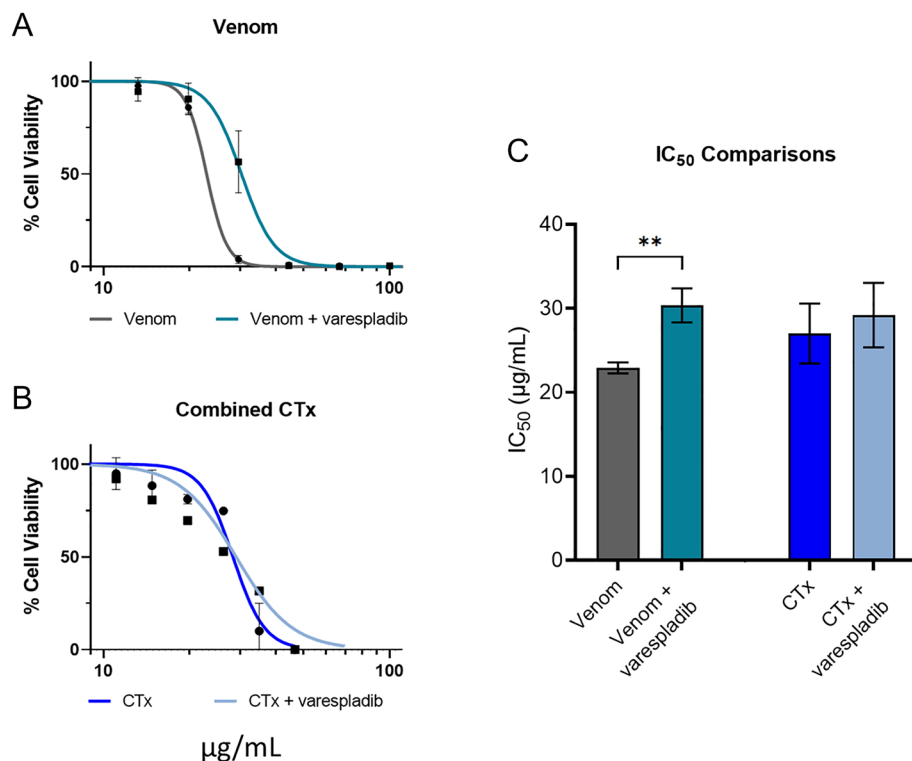 A
Venom
% Cell Viability
100
50
0
10
100
Venom
Venom + varespladib
B
Combined CTx
% Cell Viability
100
50
0
10
100
CTx
CTx + varespladib
µg/mL
C
IC50 Comparisons
IC50 (µg/mL)
40
30
20
10
0
**
Venom
Venom +
varespladib
CTx
CTx +
varespladib